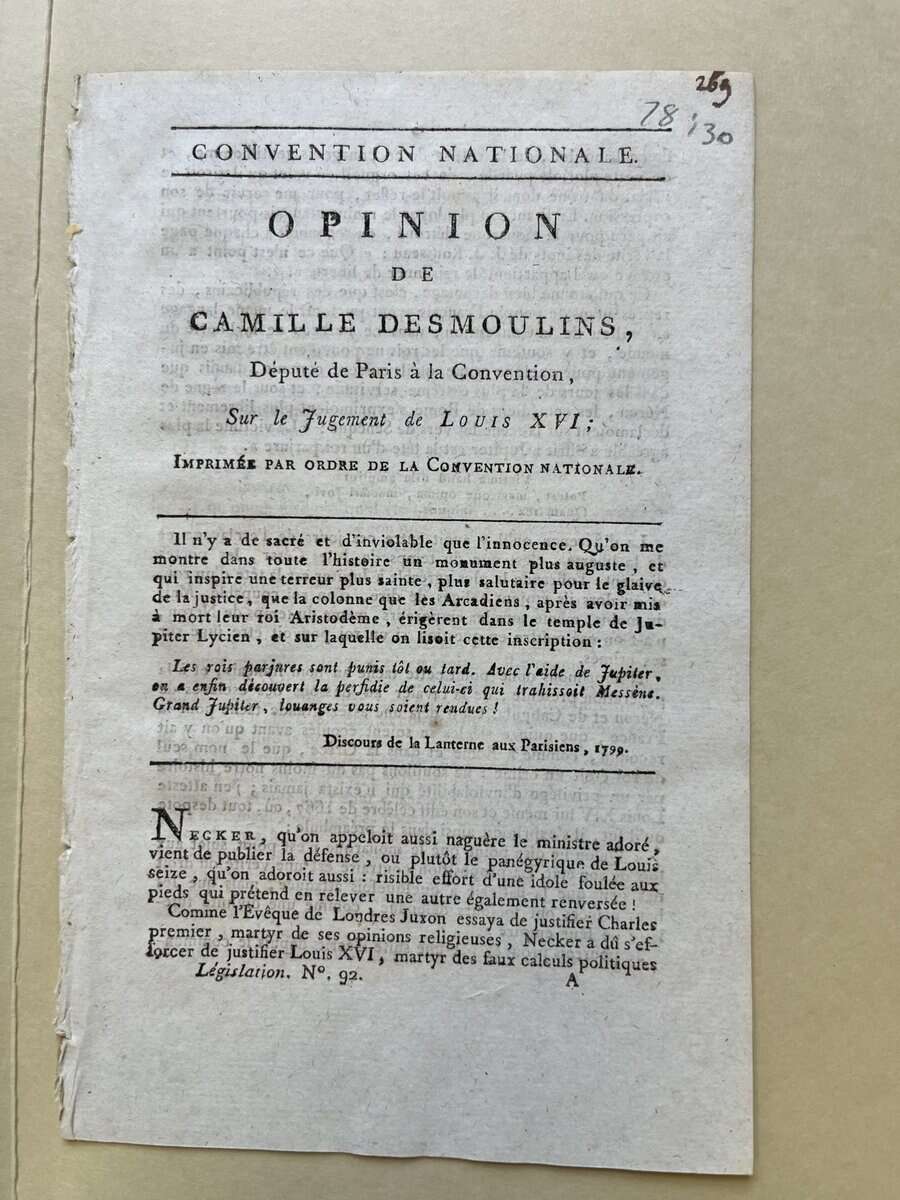 269
78
130
CONVENTION NATIONALE.
OPINION
DE
CAMILLE DESMOULINS,
Député de Paris à la Convention,
Sur le Jugement de LOUIS XVI;
IMPRIMÉE PAR ORDRE DE LA CONVENTION NATIONALE.
Il n'y a de sacré et d'inviolable que l'innocence. Qu'on me
montre dans toute l'histoire un monument plus auguste, et
qui inspire une terreur plus sainte, plus salutaire pour le glaive
de la justice, que la colonne que les Arcadiens, après avoir mis
à mort leur roi Aristodème, érigèrent dans le temple de Ju-
piter Lycien, et sur laquelle on lisoit cette inscription :
Les rois parjures sont punis tôt ou tard. Avec l'aide de Jupiter,
on a enfin découvert la perfidie de celui-ci qui trahissoit Messène.
Grand Jupiter, louanges vous soient rendues !
Discours de la Lanterne aux Parisiens, 1799.
NECKER, qu'on appeloit aussi naguère le ministre adoré,
vient de publier la défense, ou plutôt le panégyrique de Louis
seize, qu'on adoroit aussi : risible effort d'une idole foulée aux
pieds qui prétend en relever une autre également renversée !
Comme l'Evêque de Londres Juxon essaya de justifier Charles
premier, martyr de ses opinions religieuses, Necker a dû s'ef-
forcer de justifier Louis XVI, martyr des faux calculs politiques
Législation. N°. 92.
A